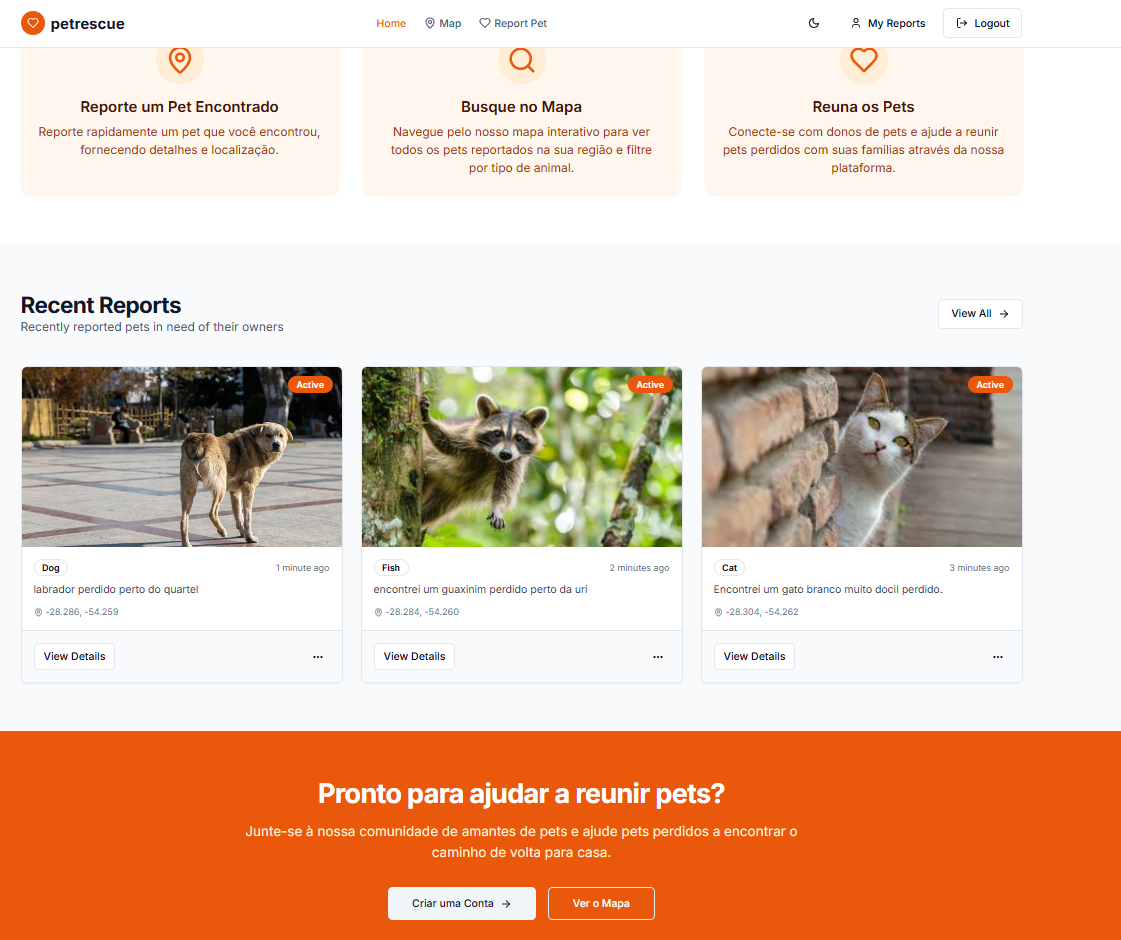 petrescue
Home
Map
Report Pet
My Reports
Logout
Reporte um Pet Encontrado
Reporte rapidamente um pet que você encontrou,
fornecendo detalhes e localização.
Busque no Mapa
Navegue pelo nosso mapa interativo para ver
todos os pets reportados na sua região e filtre
por tipo de animal.
Reuna os Pets
Conecte-se com donos de pets e ajude a reunir
pets perdidos com suas famílias através da nossa
plataforma.
Recent Reports
Recently reported pets in need of their owners
View All
Active
Dog
1 minute ago
labrador perdido perto do quartel
-28.286, -54.259
View Details
Active
Fish
2 minutes ago
encontrei um guaxinim perdido perto da uri
-28.284, -54.260
View Details
Active
Cat
3 minutes ago
Encontrei um gato branco muito docil perdido.
-28.304, -54.262
View Details
Pronto para ajudar a reunir pets?
Junte-se à nossa comunidade de amantes de pets e ajude pets perdidos a encontrar o
caminho de volta para casa.
Criar uma Conta
Ver o Mapa